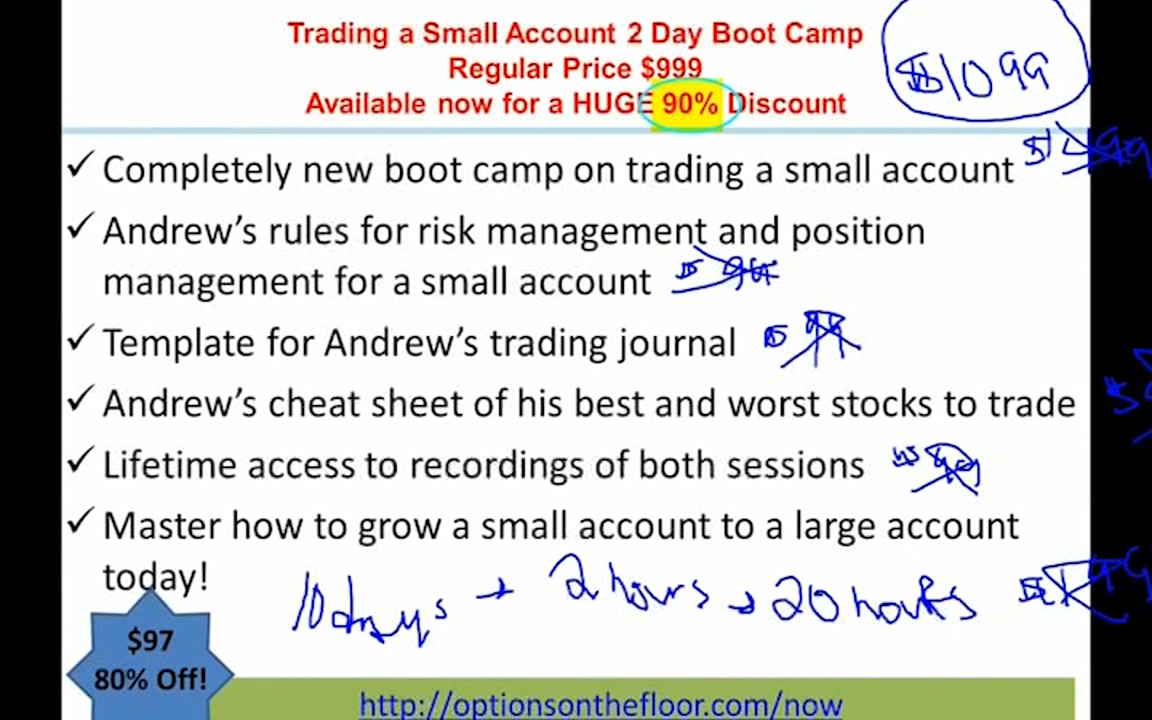 Trading a Small Account 2 Day Boot Camp
Regular Price $999
Available now for a HUGE 90% Discount
$1099
✓ Completely new boot camp on trading a small account
✓ Andrew's rules for risk management and position
management for a small account
✓ Template for Andrew's trading journal
✓ Andrew's cheat sheet of his best and worst stocks to trade
✓ Lifetime access to recordings of both sessions
✓ Master how to grow a small account to a large account
today!
10 days → 2 hours → 20 hours
$97
80% Off!
http://optionsonthefloor.com/now